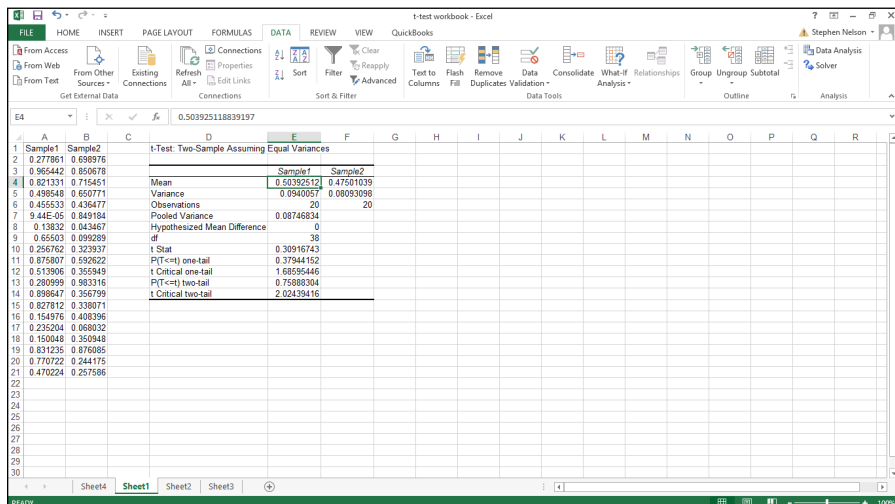 t-test workbook - Excel
FILE HOME INSERT PAGE LAYOUT FORMULAS DATA REVIEW VIEW QuickBooks Stephen Nelson
From Access
From Web
From Text
From Other Sources
Existing Connections
Get External Data
Refresh All
Connections
Properties
Edit Links
Connections
Sort
Filter
Clear
Reapply
Advanced
Sort & Filter
Text to Columns
Flash Fill
Remove Duplicates
Data Validation
Consolidate
What-If Analysis
Relationships
Data Tools
Group
Ungroup
Subtotal
Outline
Data Analysis
Solver
Analysis
E4 fx 0.503925118839197
A B C D E F G H I J K L M N O P Q R
1 Sample1 Sample2 t-Test: Two-Sample Assuming Equal Variances
2 0.277861 0.698976
3 0.965442 0.850678 Sample1 Sample2
4 0.821331 0.715451 Mean 0.50392512 0.47501039
5 0.498548 0.650771 Variance 0.0940057 0.08093098
6 0.455533 0.436477 Observations 20 20
7 9.44E-05 0.849184 Pooled Variance 0.08746834
8 0.13832 0.043467 Hypothesized Mean Difference 0
9 0.65503 0.099289 df 38
10 0.256762 0.323937 t Stat 0.30916743
11 0.875807 0.592622 P(T<=t) one-tail 0.37944152
12 0.513906 0.355949 t Critical one-tail 1.68595446
13 0.280999 0.983316 P(T<=t) two-tail 0.75888304
14 0.898647 0.356799 t Critical two-tail 2.02439416
15 0.827812 0.338071
16 0.154976 0.408396
17 0.235204 0.068032
18 0.150048 0.350948
19 0.831235 0.876085
20 0.770722 0.244175
21 0.470224 0.257586
22
23
24
25
26
27
28
29
30
Sheet4 Sheet1 Sheet2 Sheet3
READY 100%